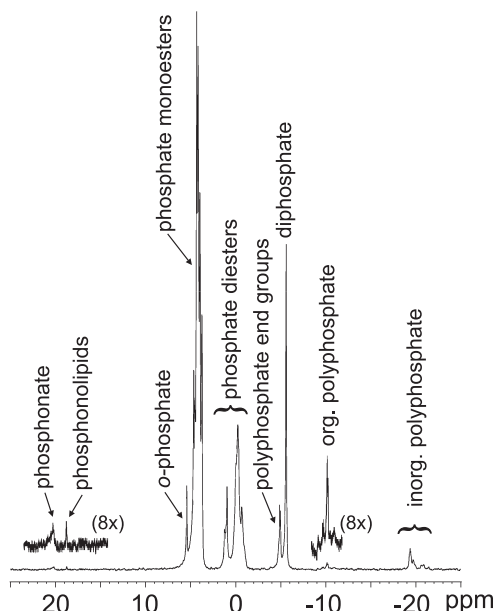 phosphonate
phosphonolipids
(8x)
o-phosphate
phosphate monoesters
phosphate diesters
polyphosphate end groups
diphosphate
org. polyphosphate
(8x)
inorg. polyphosphate
20 10 0 -10 -20 ppm